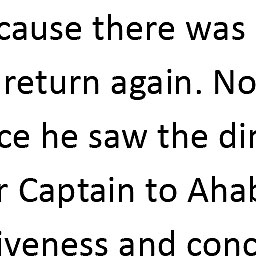 cause there was
return again. No
ce he saw the dir
r Captain to Ahab
iveness and conc